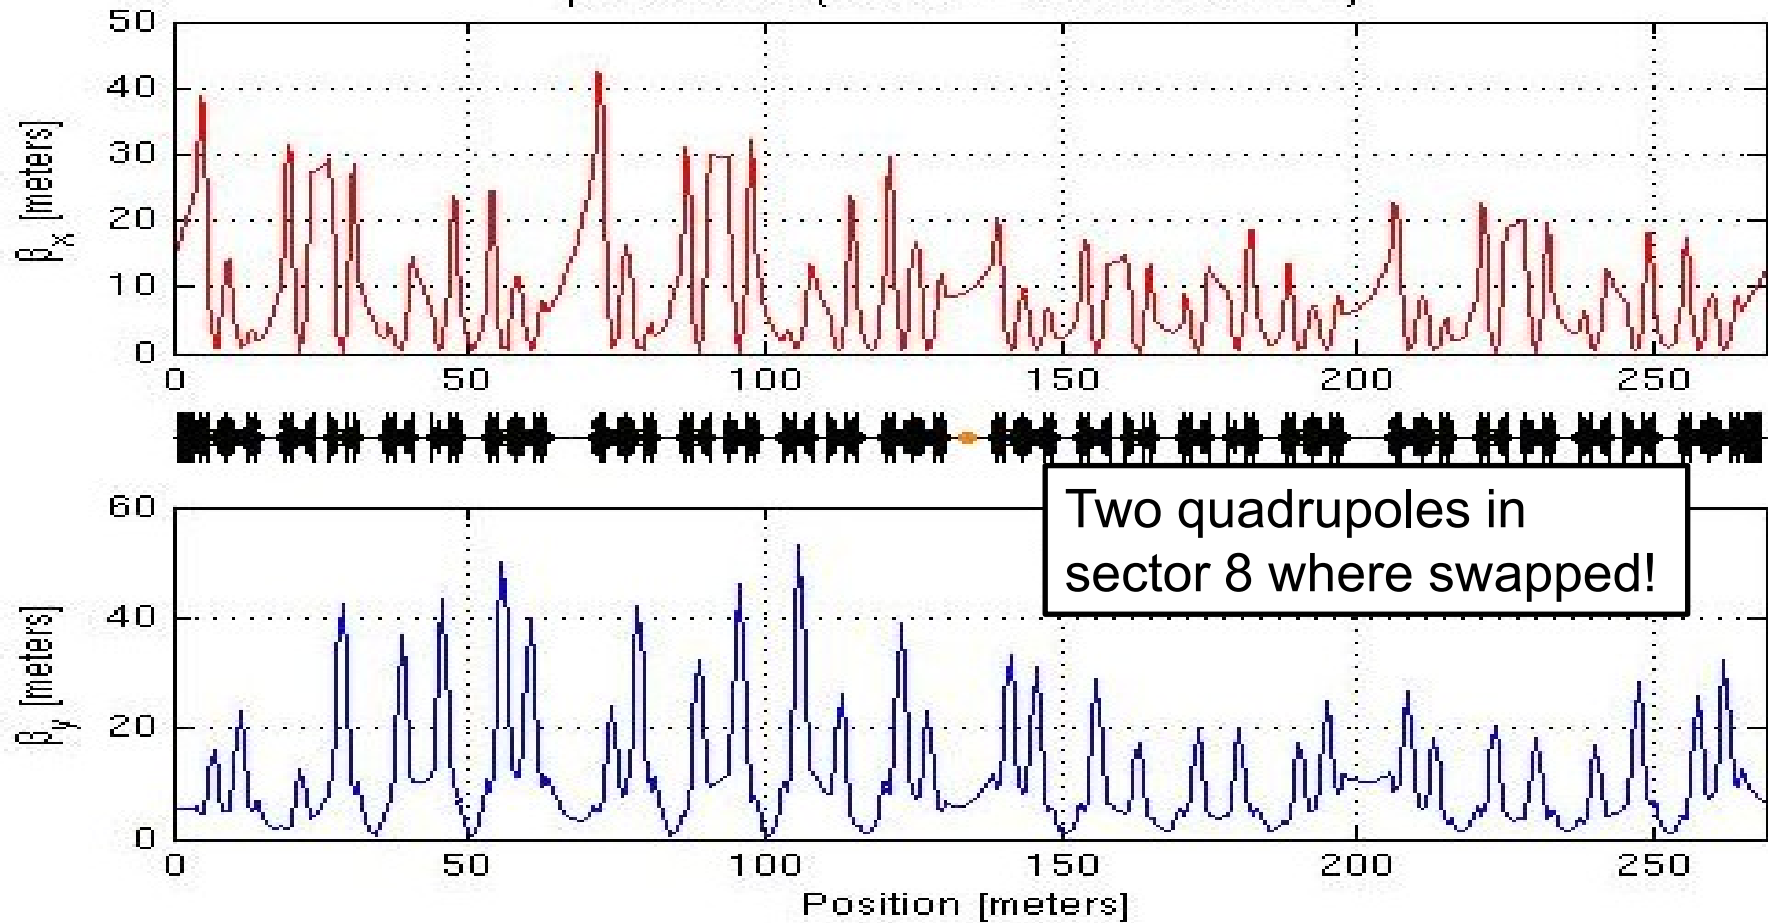 50
40
30
20
10
0
βx [meters]
0 50 100 150 200 250
Two quadrupoles in
sector 8 where swapped!
60
40
20
0
βy [meters]
0 50 100 150 200 250
Position [meters]